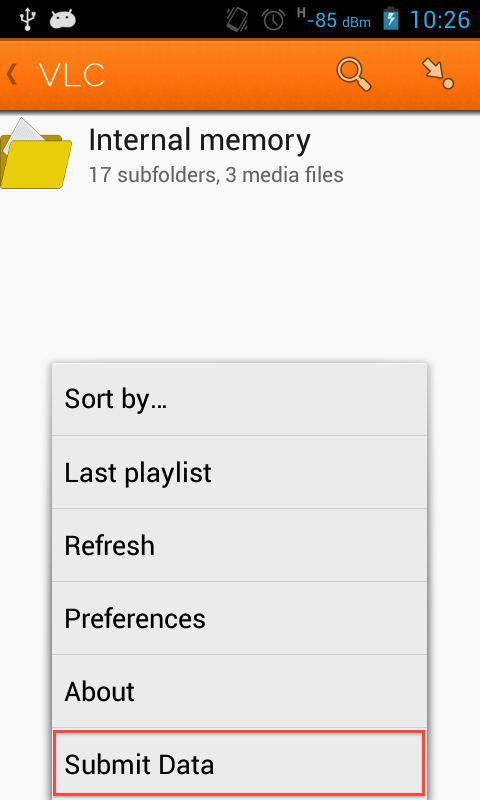 H -85 dBm 10:26
VLC
Internal memory
17 subfolders, 3 media files
Sort by...
Last playlist
Refresh
Preferences
About
Submit Data